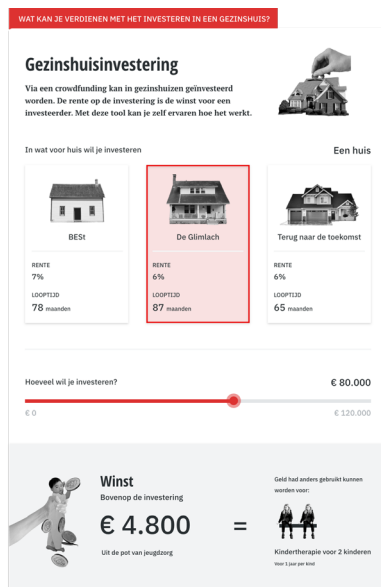 WAT KAN JE VERDIENEN MET HET INVESTEREN IN EEN GEZINSHUIS?
Gezinshuisinvestering
Via een crowdfunding kan in gezinshuizen geïnvesteerd
worden. De rente op de investering is de winst voor een
investeerder. Met deze tool kan je zelf ervaren hoe het werkt.
In wat voor huis wil je investeren
Een huis
BESt
RENTE
7%
LOOPTIJD
78 maanden
De Glimlach
RENTE
6%
LOOPTIJD
87 maanden
Terug naar de toekomst
RENTE
6%
LOOPTIJD
65 maanden
Hoeveel wil je investeren?
€ 80.000
€ 0
€ 120.000
Winst
Bovenop de investering
€ 4.800
Uit de pot van jeugdzorg
=
Geld had anders gebruikt kunnen
worden voor:
Kindertherapie voor 2 kinderen
Voor 1 jaar per kind